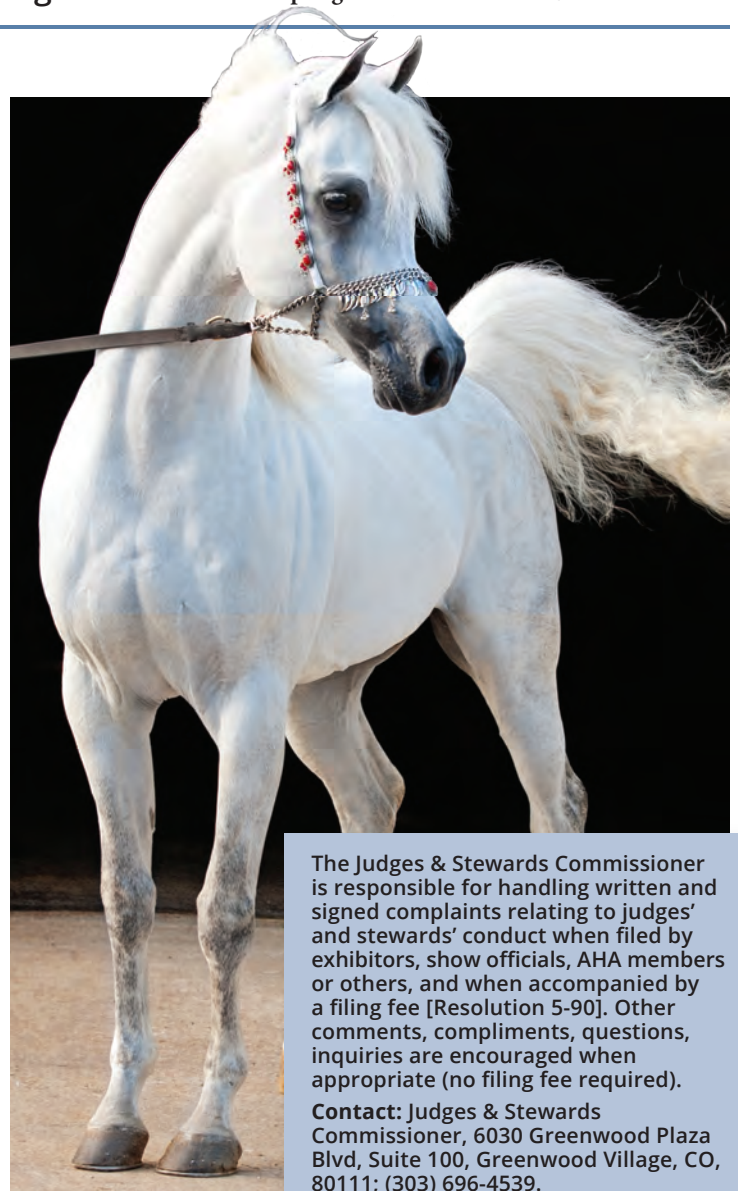 The Judges & Stewards Commissioner
is responsible for handling written and
signed complaints relating to judges’
and stewards’ conduct when filed by
exhibitors, show officials, AHA members
or others, and when accompanied by
a filing fee [Resolution 5-90]. Other
comments, compliments, questions,
inquiries are encouraged when
appropriate (no filing fee required).
Contact: Judges & Stewards
Commissioner, 6030 Greenwood Plaza
Blvd, Suite 100, Greenwood Village, CO,
80111; (303) 696-4539.